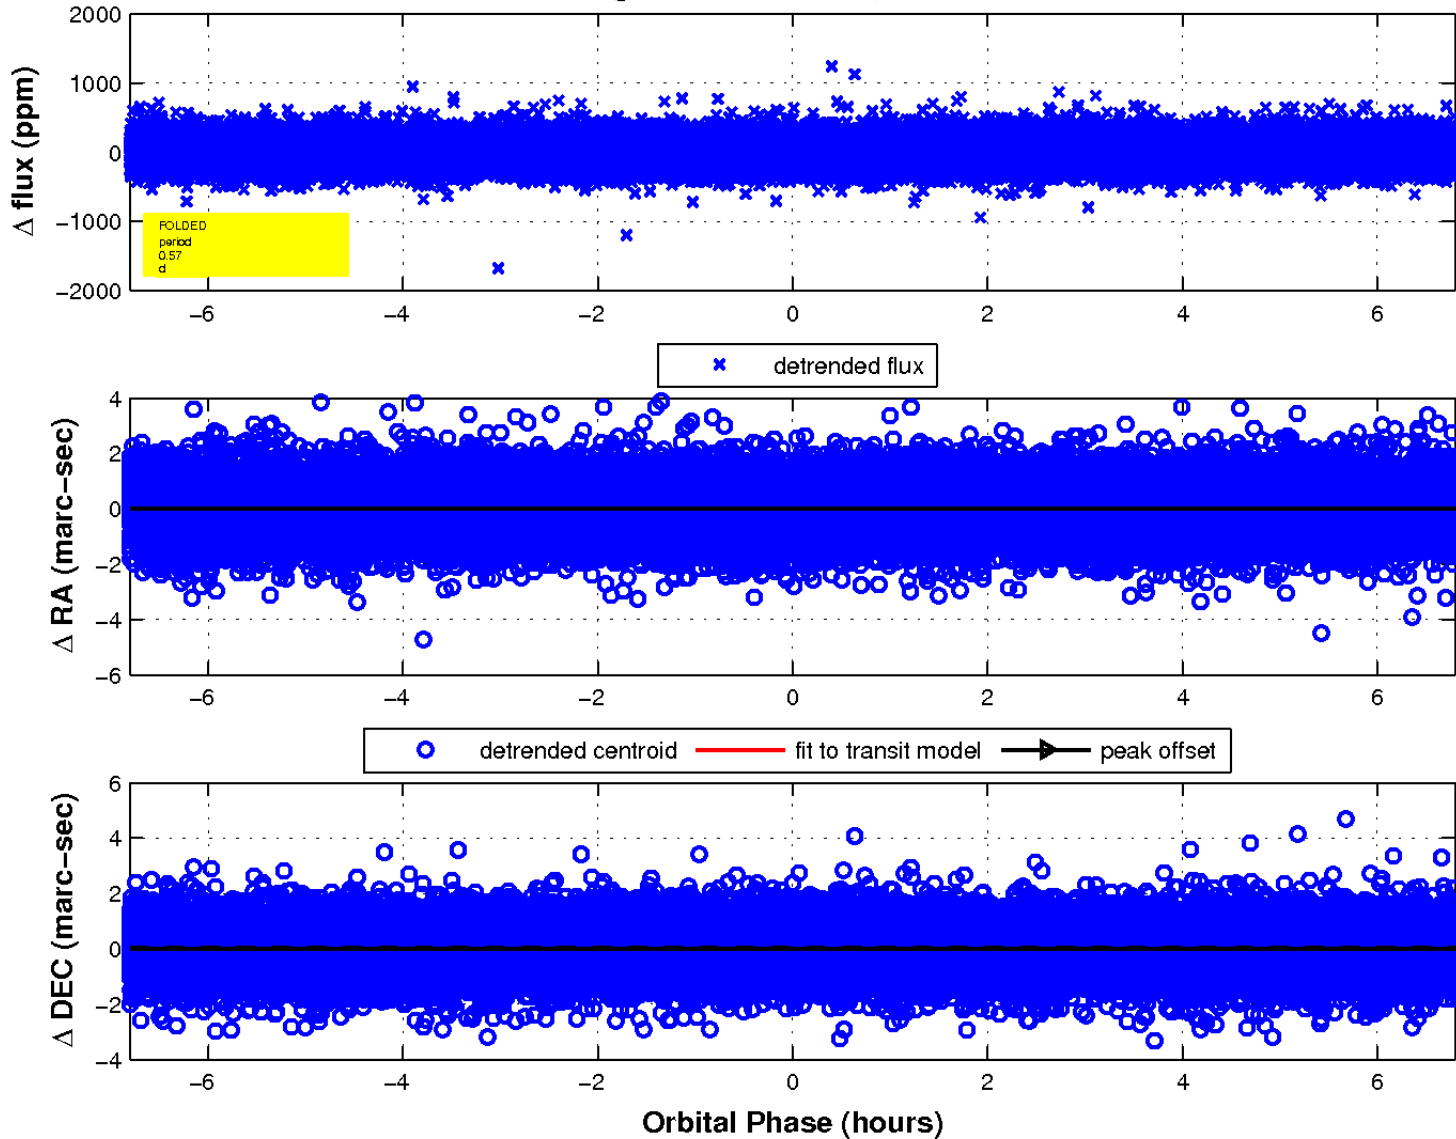 2000
1000
0
−1000
−2000
Δ flux (ppm)
FOLDED
period
0.57
d
−6 −4 −2 0 2 4 6
detrended flux
4
2
0
−2
−4
−6
Δ RA (marc−sec)
−6 −4 −2 0 2 4 6
detrended centroid fit to transit model peak offset
6
4
2
0
−2
−4
Δ DEC (marc−sec)
−6 −4 −2 0 2 4 6
Orbital Phase (hours)